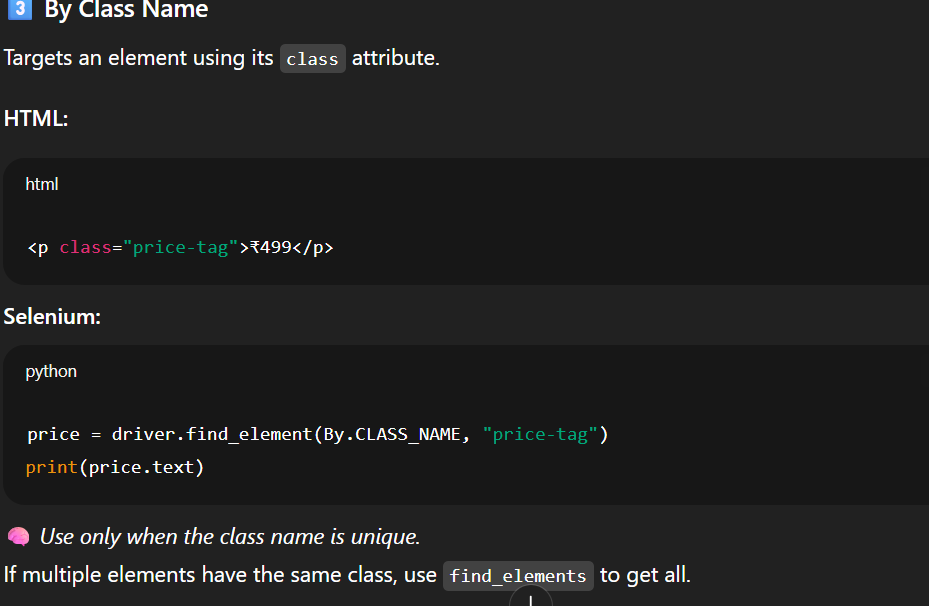 3 By Class Name
Targets an element using its class attribute.
HTML:
html
<p class="price-tag">₹499</p>
Selenium:
python
price = driver.find_element(By.CLASS_NAME, "price-tag")
print(price.text)
🧠 Use only when the class name is unique.
If multiple elements have the same class, use find_elements to get all.